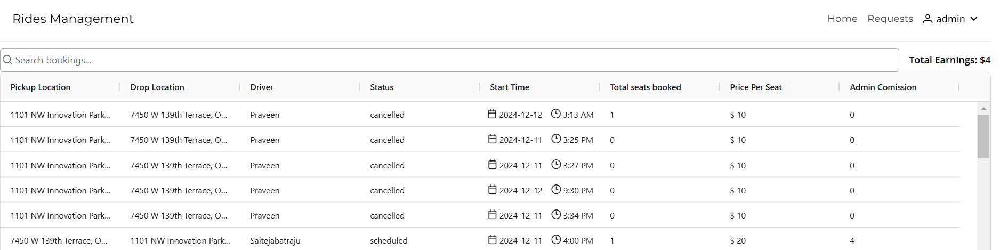 Rides Management Home Requests admin
Search bookings... Total Earnings: $4
Pickup Location Drop Location Driver Status Start Time Total seats booked Price Per Seat Admin Comission
1101 NW Innovation Park... 7450 W 139th Terrace, O... Praveen cancelled 2024-12-12 3:13 AM 1 $ 10 0
1101 NW Innovation Park... 7450 W 139th Terrace, O... Praveen cancelled 2024-12-11 3:25 PM 0 $ 10 0
1101 NW Innovation Park... 7450 W 139th Terrace, O... Praveen cancelled 2024-12-11 3:27 PM 0 $ 10 0
1101 NW Innovation Park... 7450 W 139th Terrace, O... Praveen cancelled 2024-12-12 9:30 PM 0 $ 10 0
1101 NW Innovation Park... 7450 W 139th Terrace, O... Praveen cancelled 2024-12-11 3:34 PM 0 $ 10 0
7450 W 139th Terrace, O... 1101 NW Innovation Park... Saitejabatraju scheduled 2024-12-11 4:00 PM 1 $ 20 4